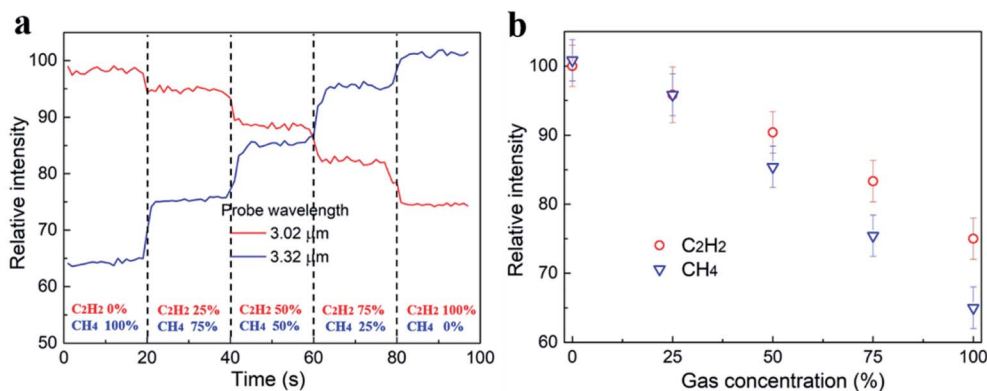 a
Relative intensity
100
90
80
70
60
50
0
20
40
60
80
100
Time (s)
Probe wavelength
3.02 μm
3.32 μm
C2H2 0%
CH4 100%
C2H2 25%
CH4 75%
C2H2 50%
CH4 50%
C2H2 75%
CH4 25%
C2H2 100%
CH4 0%
b
Relative intensity
100
90
80
70
60
0
25
50
75
100
Gas concentration (%)
C2H2
CH4